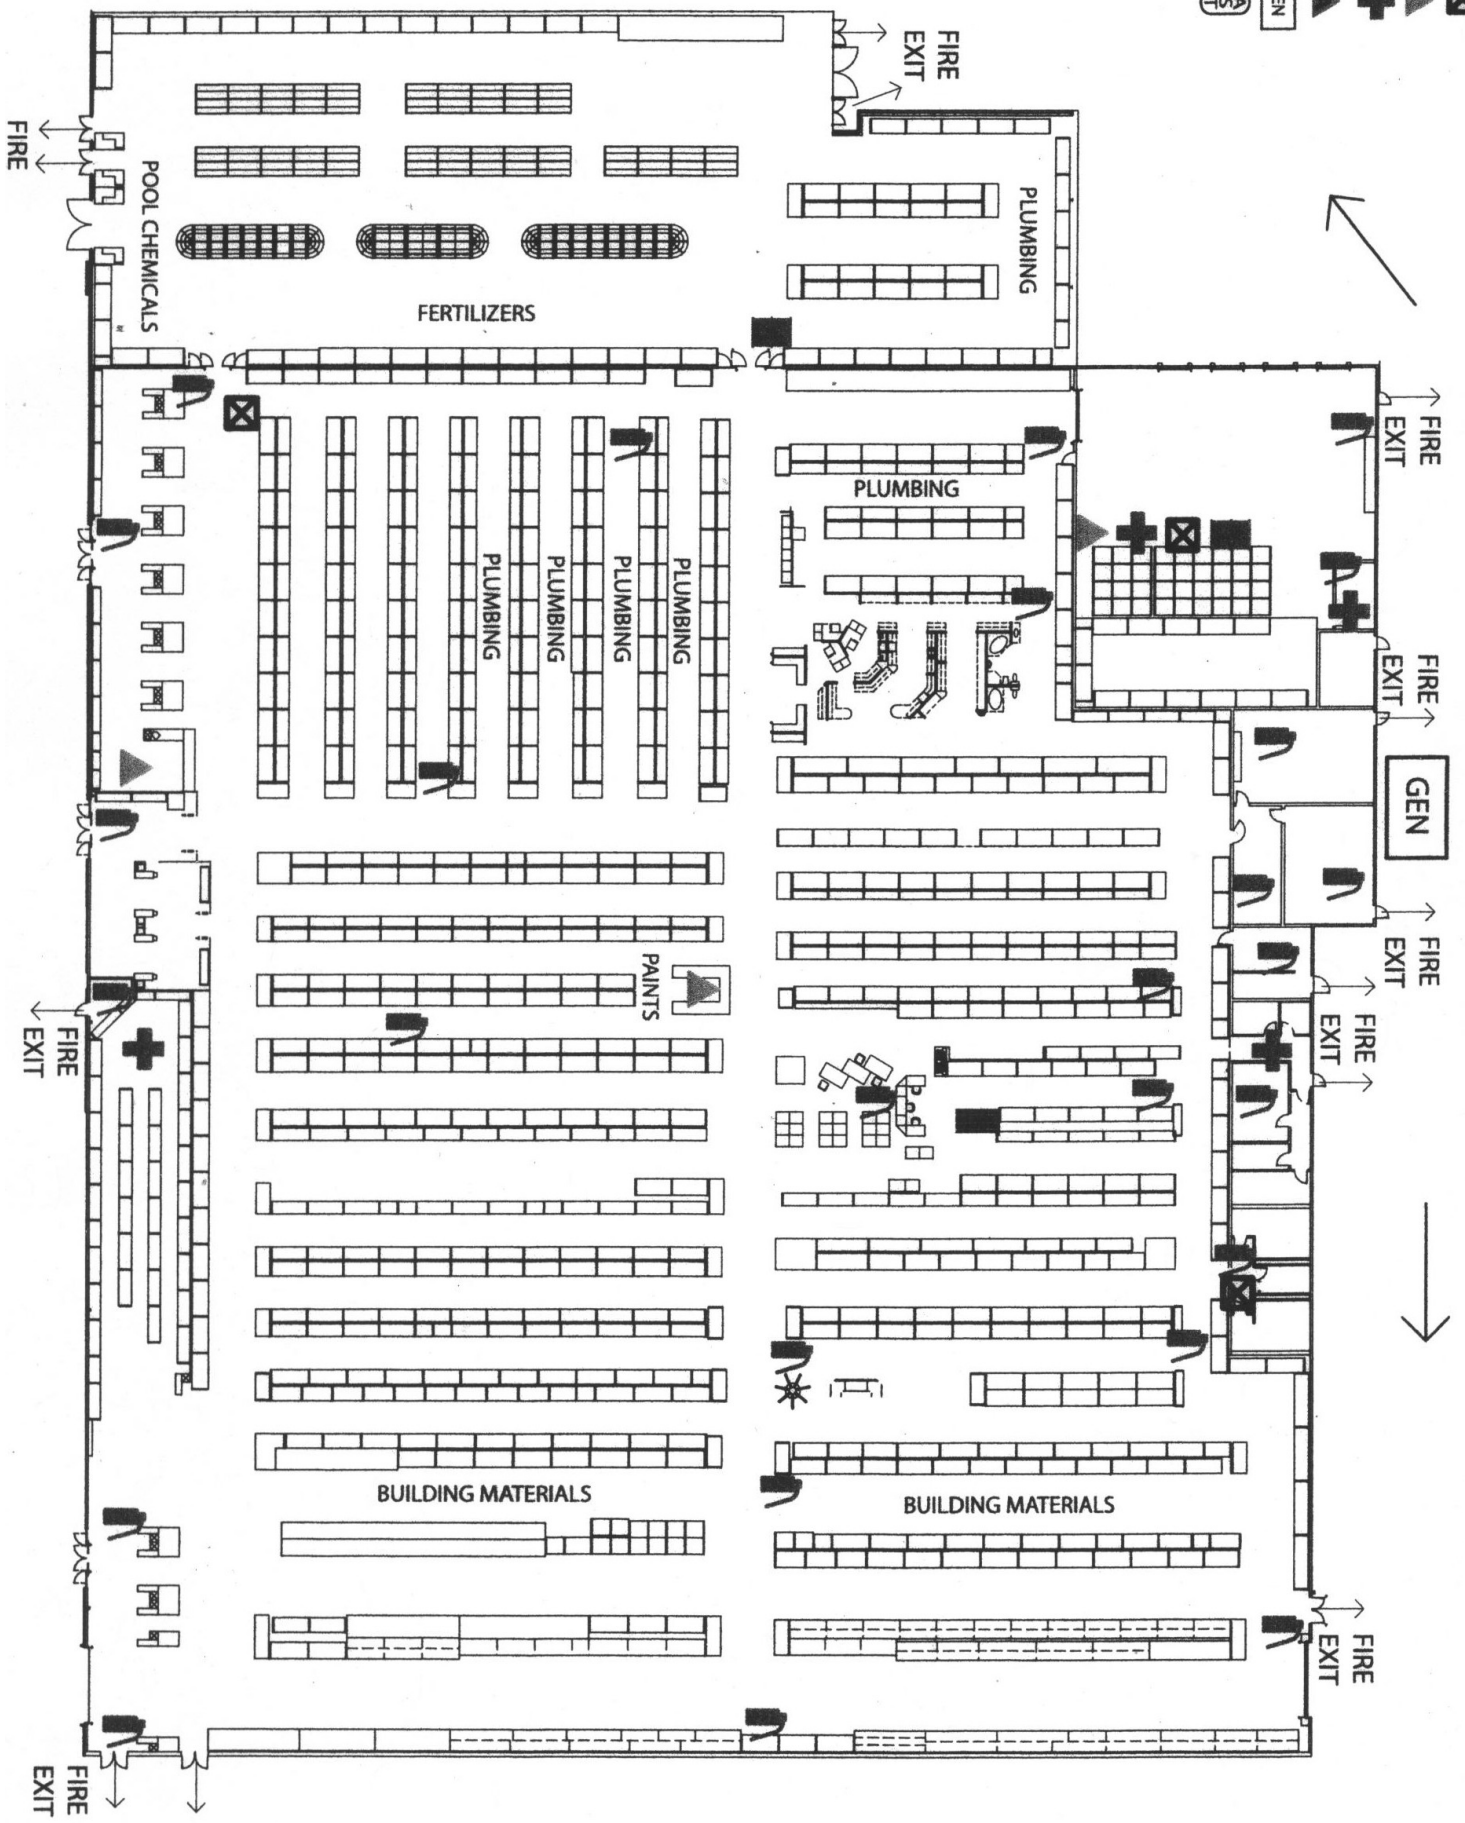 FIRE
EXIT
FIRE
POOL CHEMICALS
PLUMBING
FERTILIZERS
FIRE
EXIT
PLUMBING
PLUMBING
PLUMBING
PLUMBING
PLUMBING
FIRE
EXIT
GEN
PAINTS
FIRE
EXIT
FIRE
EXIT
FIRE
EXIT
BUILDING MATERIALS
BUILDING MATERIALS
FIRE
EXIT
FIRE
EXIT